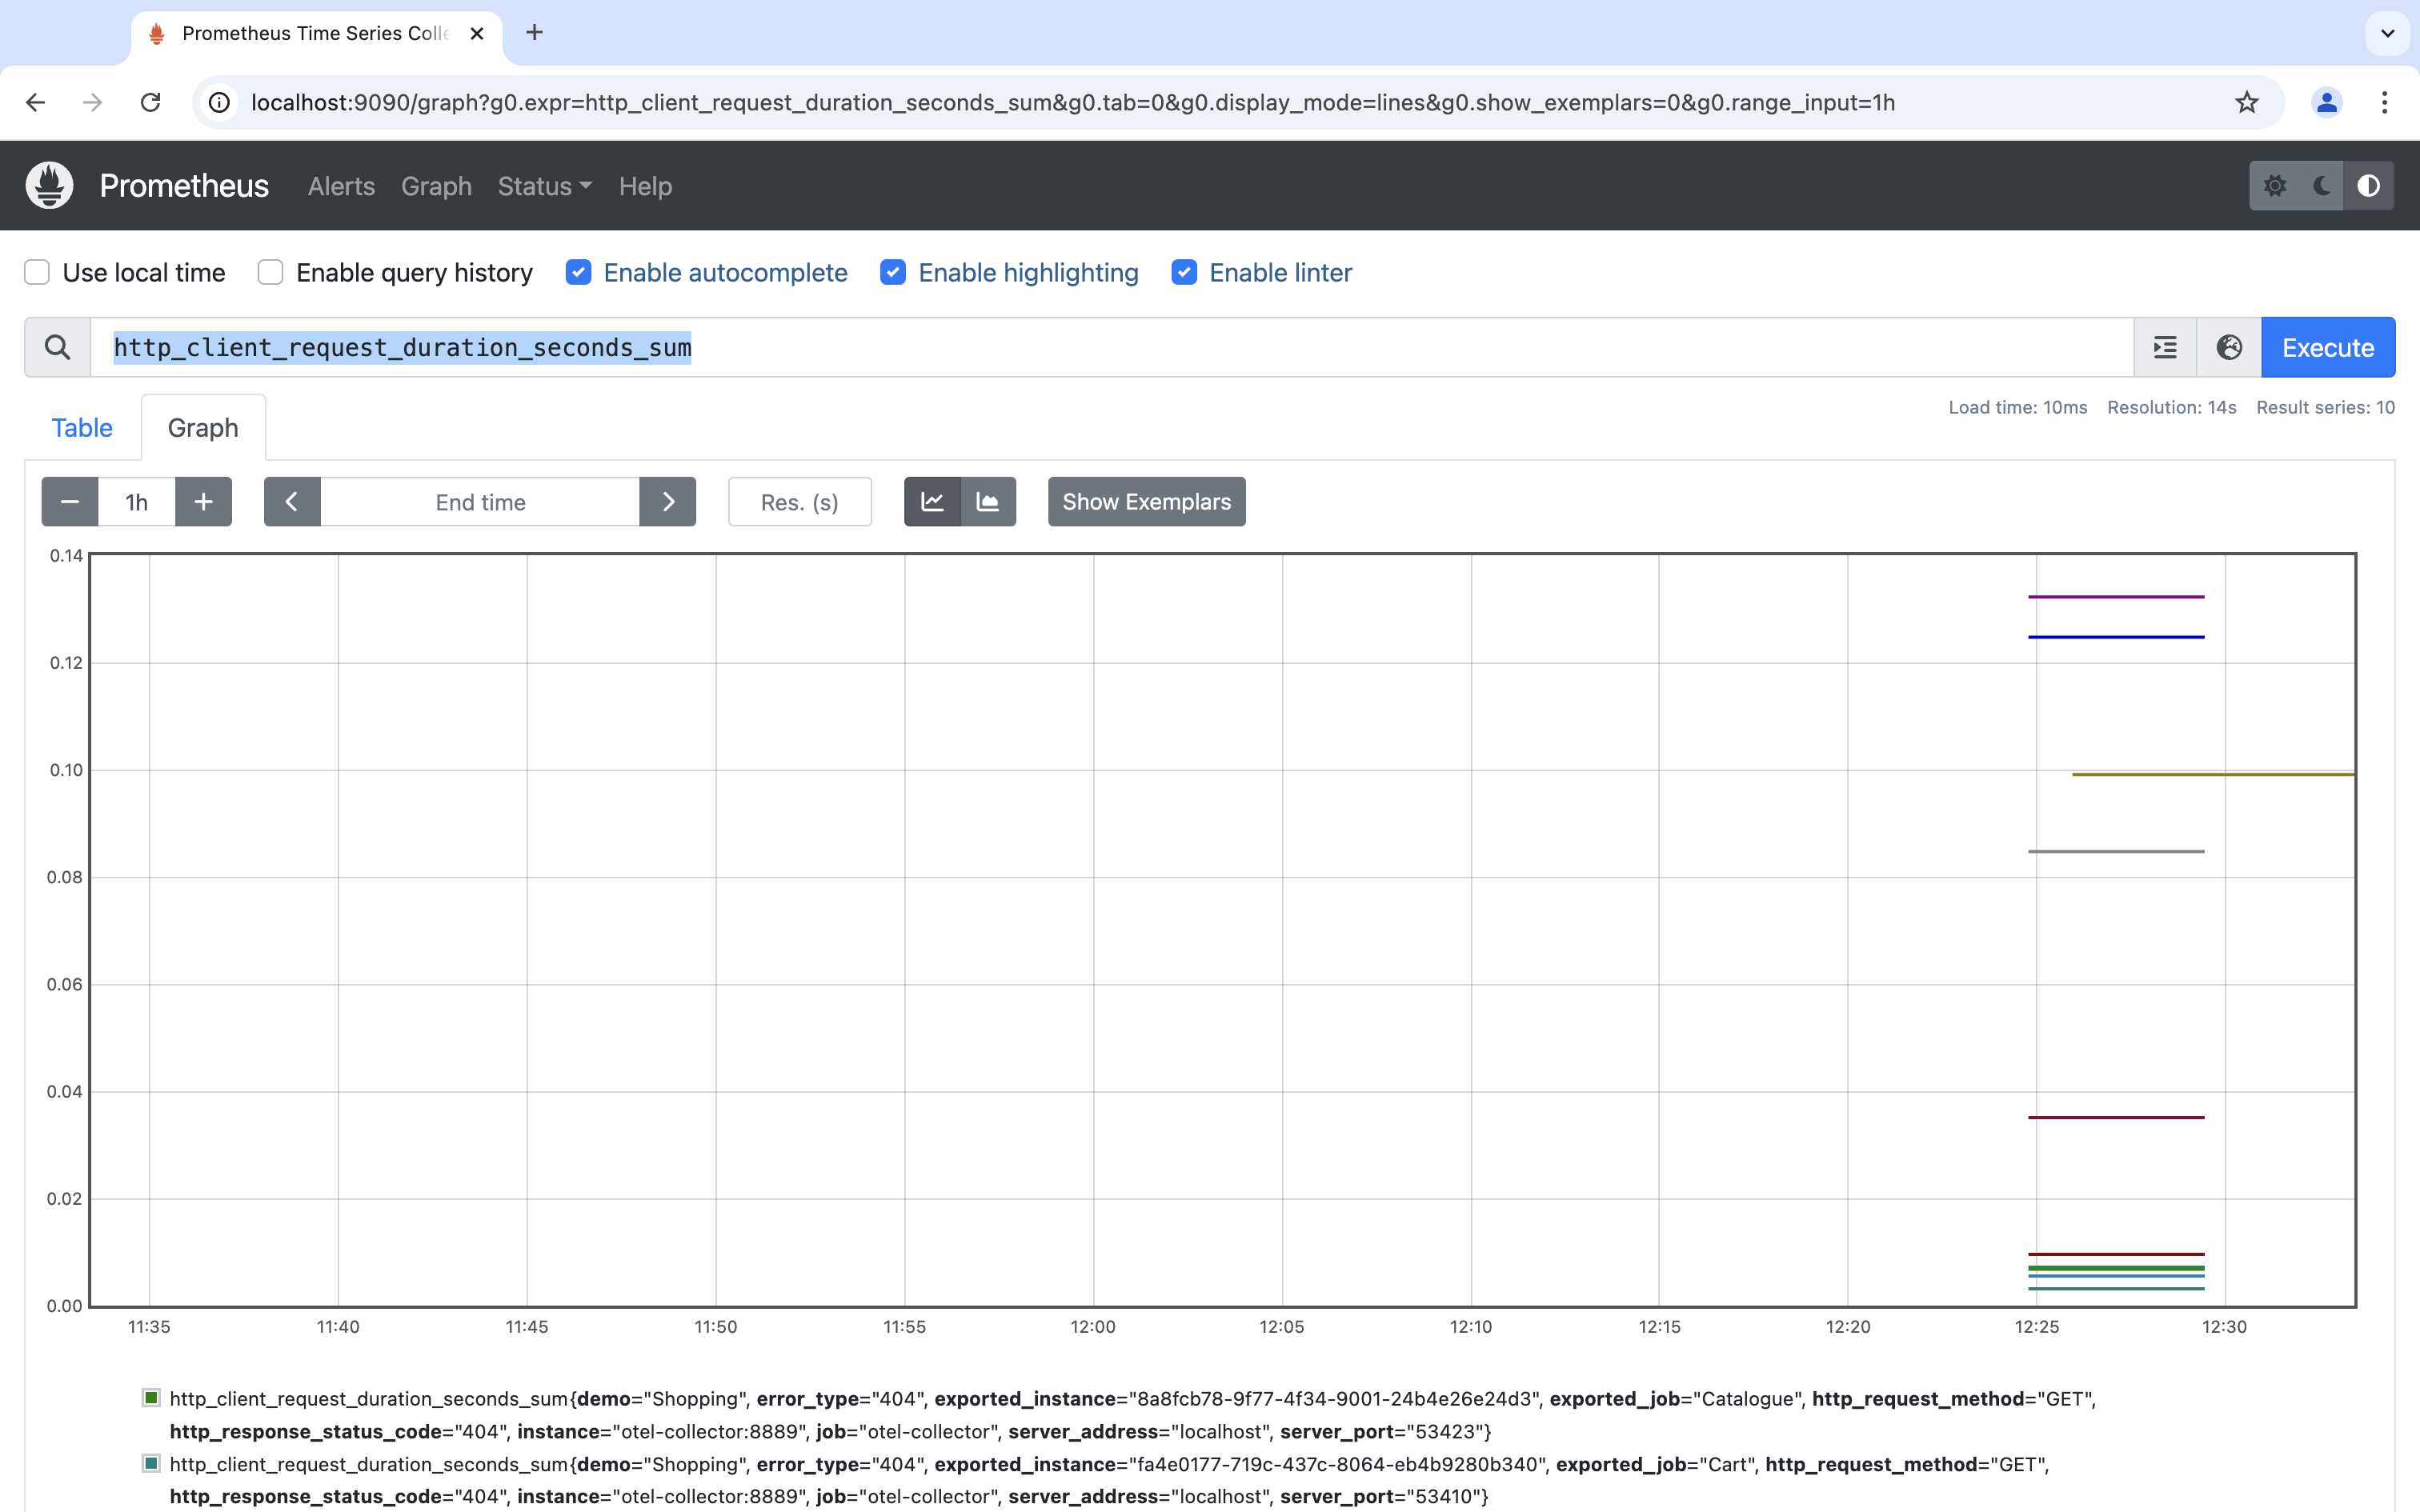 Prometheus Time Series Colle
localhost:9090/graph?g0.expr=http_client_request_duration_seconds_sum&g0.tab=0&g0.display_mode=lines&g0.show_exemplars=0&g0.range_input=1h
Prometheus Alerts Graph Status Help
Use local time Enable query history Enable autocomplete Enable highlighting Enable linter
http_client_request_duration_seconds_sum Execute
Load time: 10ms Resolution: 14s Result series: 10
Table Graph
1h End time Res. (s) Show Exemplars
0.14
0.12
0.10
0.08
0.06
0.04
0.02
0.00
11:35 11:40 11:45 11:50 11:55 12:00 12:05 12:10 12:15 12:20 12:25 12:30
http_client_request_duration_seconds_sum{demo="Shopping", error_type="404", exported_instance="8a8fcb78-9f77-4f34-9001-24b4e26e24d3", exported_job="Catalogue", http_request_method="GET",
http_response_status_code="404", instance="otel-collector:8889", job="otel-collector", server_address="localhost", server_port="53423"}
http_client_request_duration_seconds_sum{demo="Shopping", error_type="404", exported_instance="fa4e0177-719c-437c-8064-eb4b9280b340", exported_job="Cart", http_request_method="GET",
http_response_status_code="404", instance="otel-collector:8889", job="otel-collector", server_address="localhost", server_port="53410"}